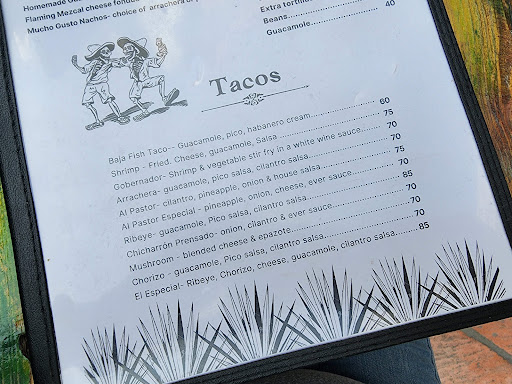 Homemade
Flaming Mezcal cheese fondu
Mucho Gusto Nachos- choice of arrachera
Extra tortilla
Beans
Guacamole 40
Tacos
Baja Fish Taco-- Guacamole, pico, habanero cream 60
Shrimp - Fried. Cheese, guacamole, Salsa 75
Gobernador- Shrimp & vegetable stir fry in a white wine sauce 70
Arrachera- guacamole, pico salsa, cilantro salsa 70
Al Pastor- cilantro, pineapple, onion & house salsa 75
Al Pastor Especial - pineapple, onion, cheese, ever sauce 70
Ribeye- guacamole, Pico salsa, cilantro salsa 85
Chicharrón Prensado- onion, cilantro & ever sauce 70
Mushroom - blended cheese & epazote 70
Chorizo - guacamole, Pico salsa, cilantro salsa 70
El Especial- Ribeye, Chorizo, cheese, guacamole, cilantro salsa 85